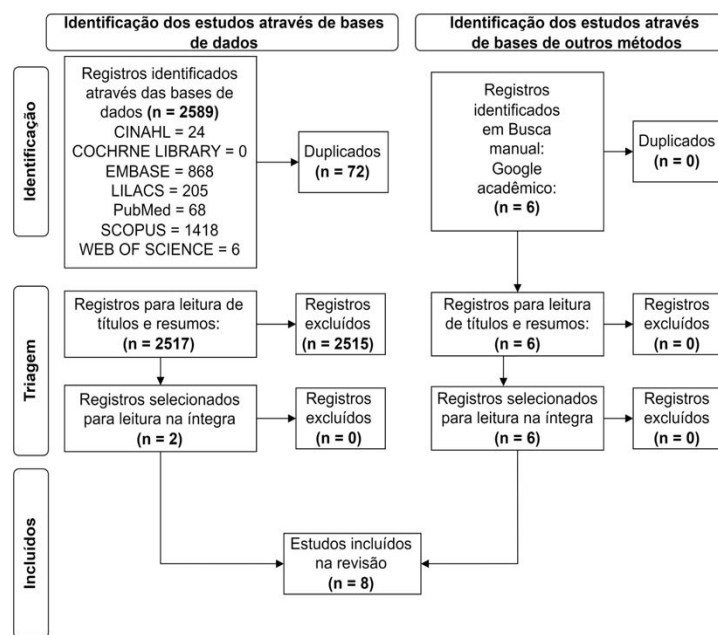 Identificação dos estudos através de bases
de dados
Identificação dos estudos através
de bases de outros métodos
Identificação
Registros identificados
através das bases de
dados (n = 2589)
CINAHL = 24
COCHRNE LIBRARY = 0
EMBASE = 868
LILACS = 205
PubMed = 68
SCOPUS = 1418
WEB OF SCIENCE = 6
Duplicados
(n = 72)
Registros
identificados
em Busca
manual:
Google
acadêmico:
(n = 6)
Duplicados
(n = 0)
Triagem
Registros para leitura de
títulos e resumos:
(n = 2517)
Registros
excluídos
(n = 2515)
Registros para leitura
de títulos e resumos:
(n = 6)
Registros
excluídos
(n = 0)
Registros selecionados
para leitura na íntegra
(n = 2)
Registros
excluídos
(n = 0)
Registros selecionados
para leitura na íntegra
(n = 6)
Registros
excluídos
(n = 0)
Incluídos
Estudos incluídos
na revisão
(n = 8)